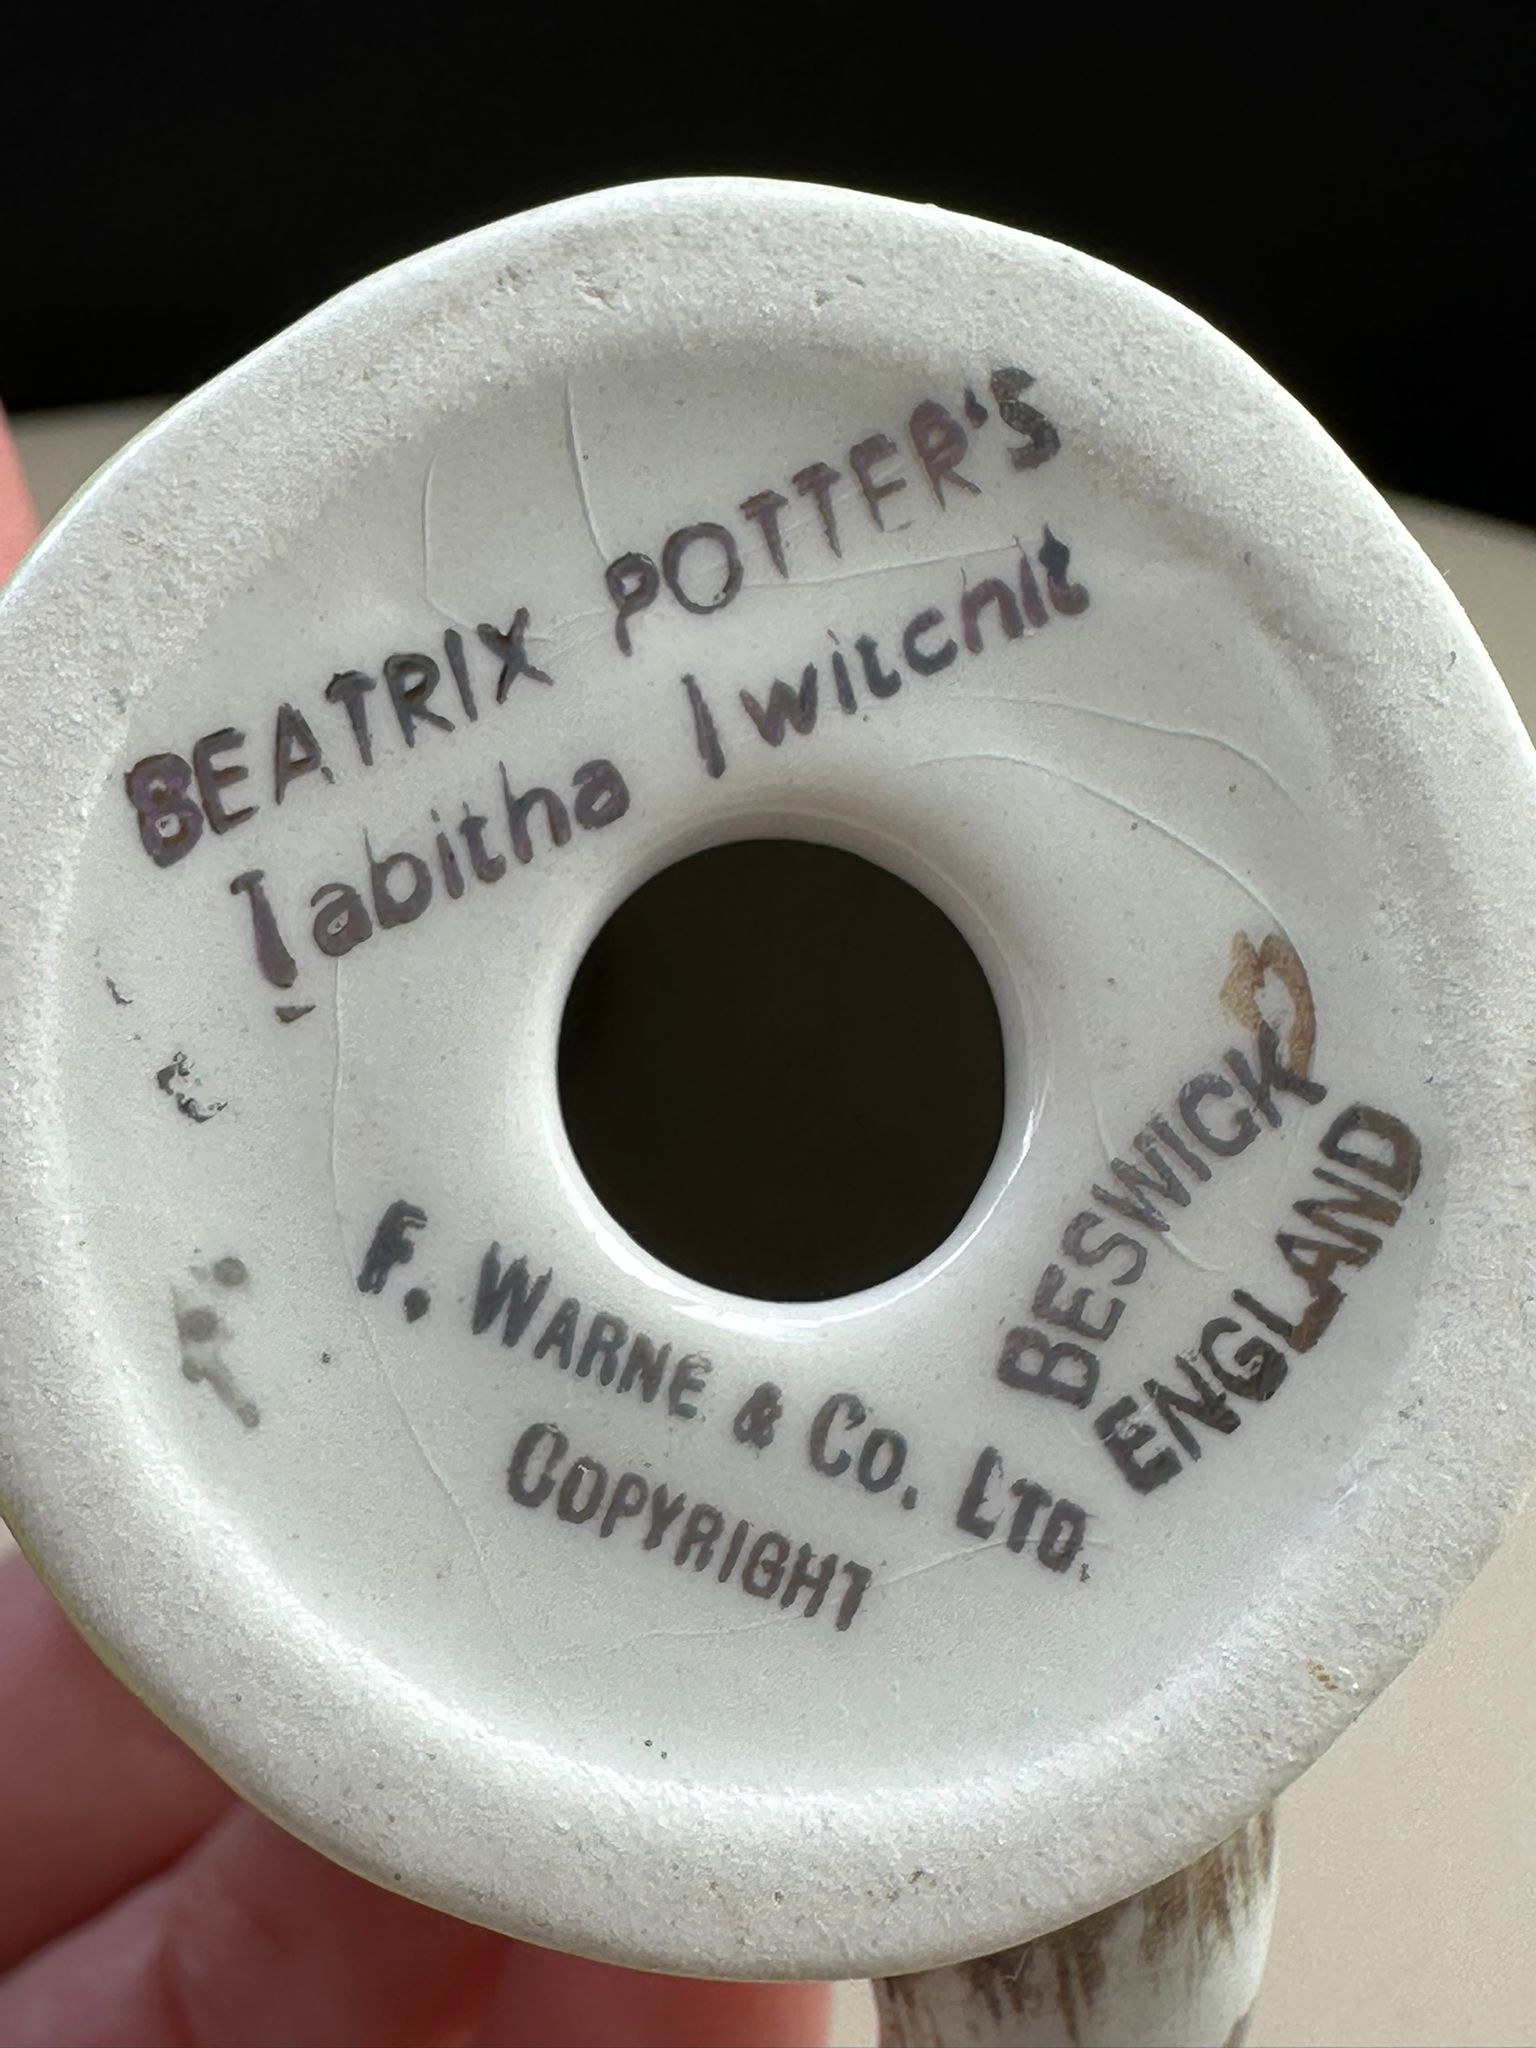 BEATRIX POTTER'S
Tabitha Twitchit
BESWICK
ENGLAND
F. WARNE & Co. LTD.
COPYRIGHT